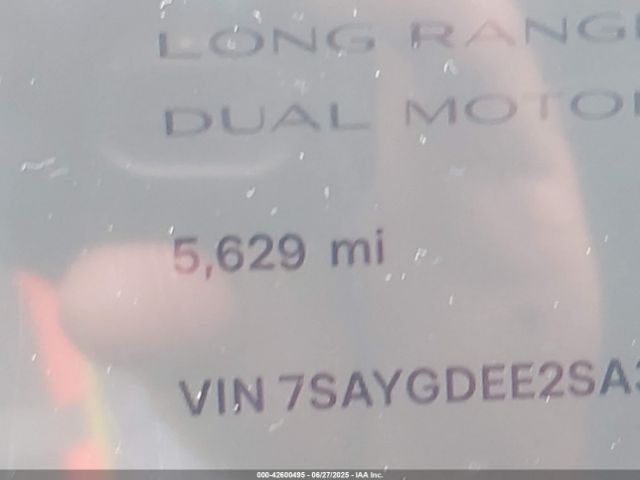 LONG RANG
DUAL MOTO
5,629 mi
VIN 7SAYGDEE2SA
000-42600495 - 06/27/2025 - IAA Inc.